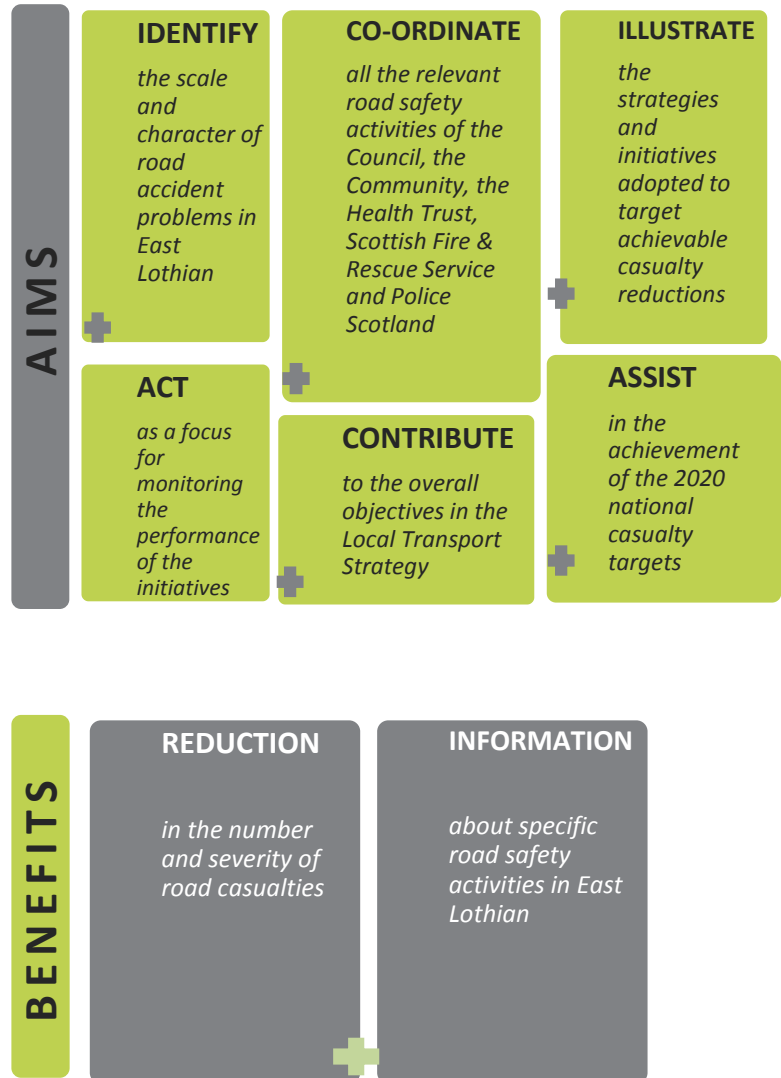 AIMS
IDENTIFY
the scale
and
character of
road
accident
problems in
East
Lothian
CO-ORDINATE
all the relevant
road safety
activities of the
Council, the
Community, the
Health Trust,
Scottish Fire &
Rescue Service
and Police
Scotland
ILLUSTRATE
the
strategies
and
initiatives
adopted to
target
achievable
casualty
reductions
ACT
as a focus
for
monitoring
the
performance
of the
initiatives
CONTRIBUTE
to the overall
objectives in the
Local Transport
Strategy
ASSIST
in the
achievement
of the 2020
national
casualty
targets
BENEFITS
REDUCTION
in the number
and severity of
road casualties
INFORMATION
about specific
road safety
activities in East
Lothian